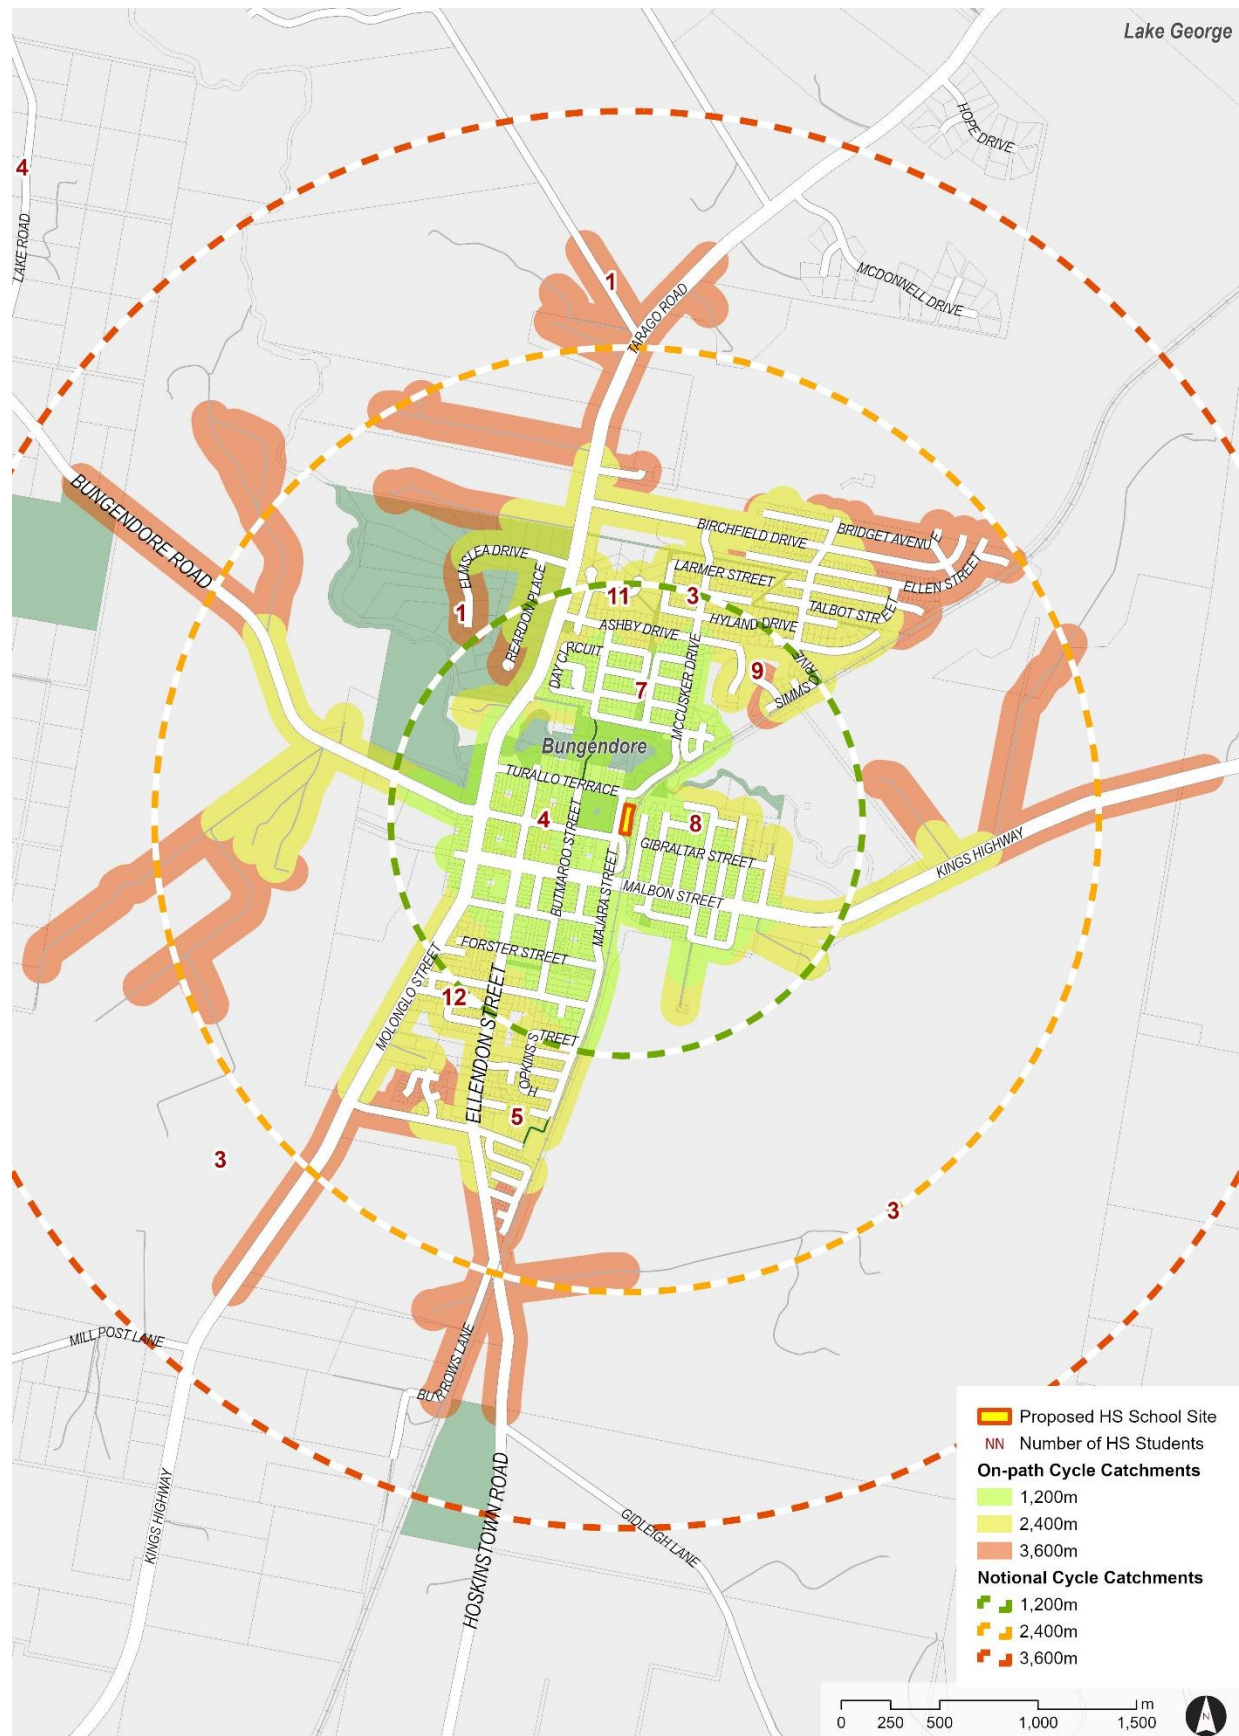 Lake George
HOPE DRIVE
4
LAKE ROAD
MCDONNELL DRIVE
1
TARAGO ROAD
BUNGENDORE ROAD
BIRCHFIELD DRIVE
BRIDGET AVENUE
ELMSLEA DRIVE
LARMER STREET
ELLEN STREET
REARDOM PLACE
1
11
3
TALBOT STREET
HYLAND DRIVE
ASHBY DRIVE
DAY CIRCUIT
MCCUSKER DRIVE
7
9
SIMMS DRIVE
Bungendore
TURALLO TERRACE
4
8
BUTMAROO STREET
GIBRALTAR STREET
KINGS HIGHWAY
MAJARA STREET
MALBON STREET
FORSTER STREET
MOLONGLO STREET
12
ELLENDON STREET
HOPKINS STREET
5
3
3
MILL POST LANE
BURROWS LANE
KINGS HIGHWAY
HOSKINSTOWN ROAD
GIDLEIGH LANE
Proposed HS School Site
NN Number of HS Students
On-path Cycle Catchments
1,200m
2,400m
3,600m
Notional Cycle Catchments
1,200m
2,400m
3,600m
m
0 250 500 1,000 1,500
N